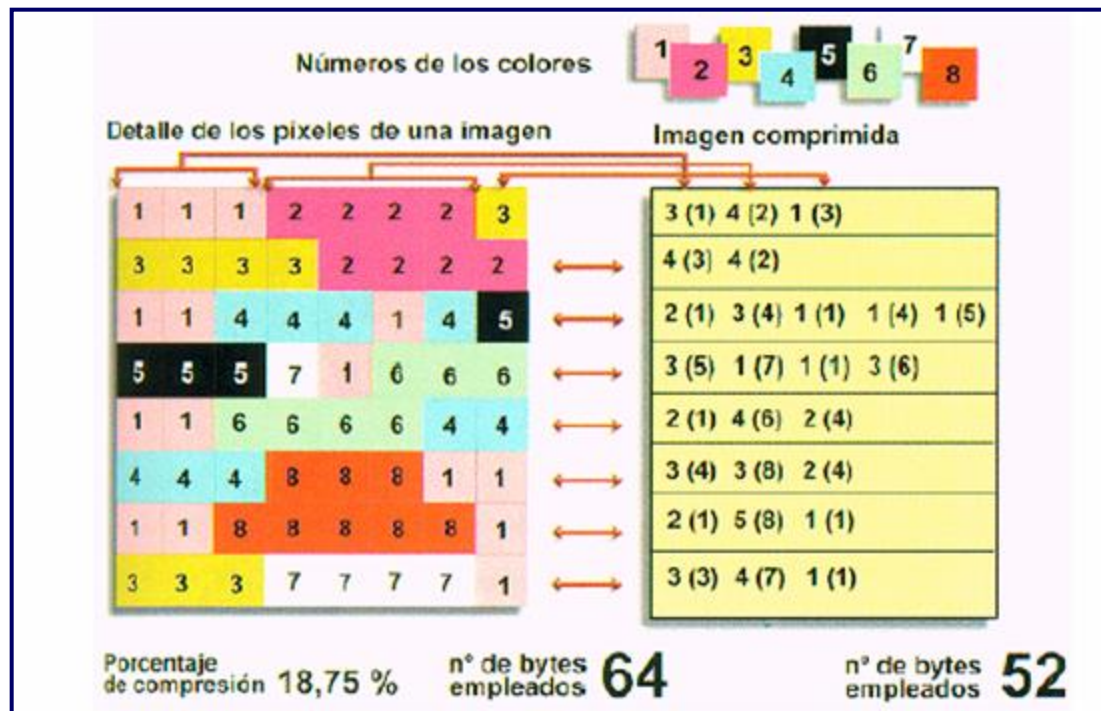 Números de los colores
1 2 3 4 5 6 7 8
Detalle de los pixeles de una imagen
Imagen comprimida
1 1 1 2 2 2 2 3
3 (1) 4 (2) 1 (3)
3 3 3 3 2 2 2 2
4 (3) 4 (2)
1 1 4 4 4 1 4 5
2 (1) 3 (4) 1 (1) 1 (4) 1 (5)
5 5 5 7 1 6 6 6
3 (5) 1 (7) 1 (1) 3 (6)
1 1 6 6 6 6 4 4
2 (1) 4 (6) 2 (4)
4 4 4 8 8 8 1 1
3 (4) 3 (8) 2 (4)
1 1 8 8 8 8 8 1
2 (1) 5 (8) 1 (1)
3 3 3 7 7 7 7 1
3 (3) 4 (7) 1 (1)
Porcentaje
de compresión 18,75 %
nº de bytes
empleados 64
nº de bytes
empleados 52